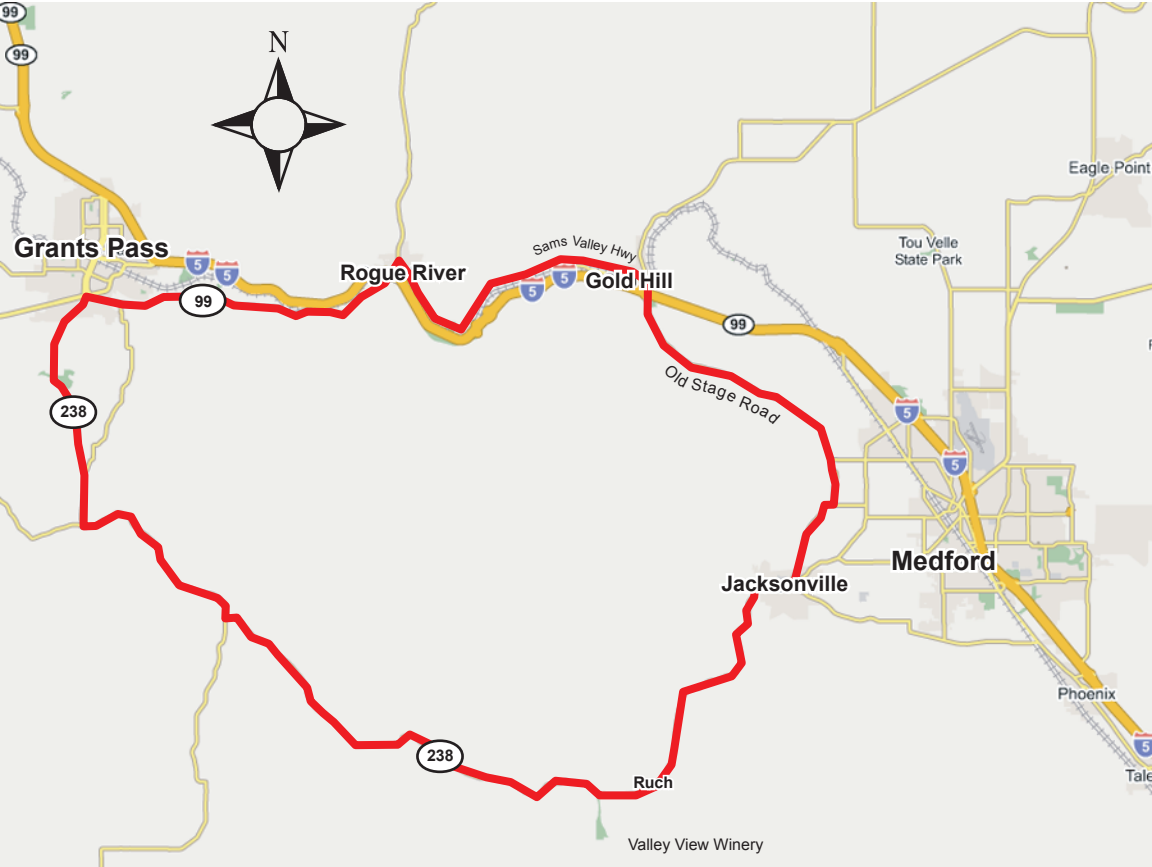 99
99
N
Eagle Point
Grants Pass
Sams Valley Hwy
Tou Velle
State Park
5
5
Rogue River
5
5
Gold Hill
99
99
Old Stage Road
238
5
5
Medford
Jacksonville
Phoenix
5
238
Ruch
Tale
Valley View Winery